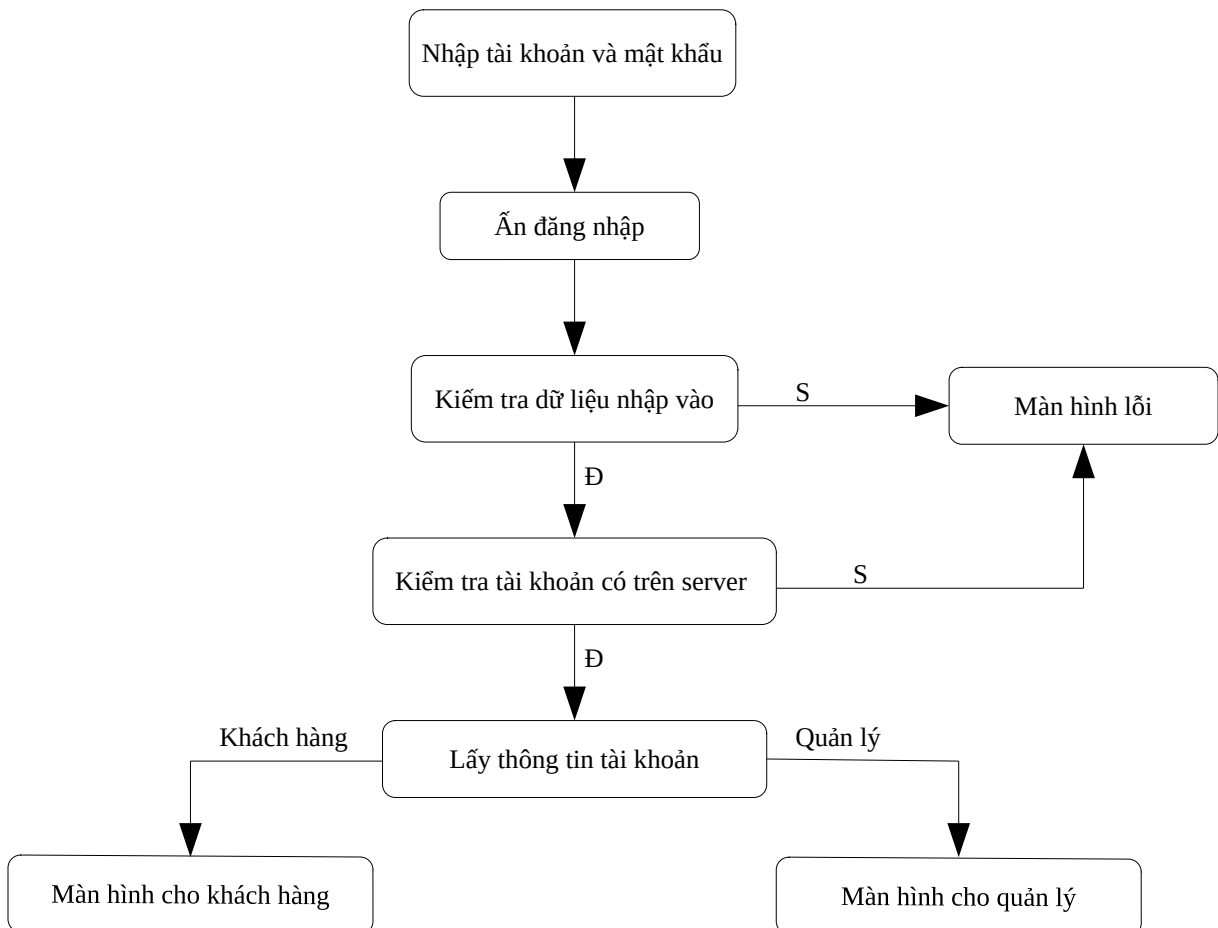 Nhập tài khoản và mật khẩu
Ấn đăng nhập
Kiếm tra dữ liệu nhập vào
S
Màn hình lỗi
Đ
Kiểm tra tài khoản có trên server
S
Đ
Khách hàng
Lấy thông tin tài khoản
Quản lý
Màn hình cho khách hàng
Màn hình cho quản lý